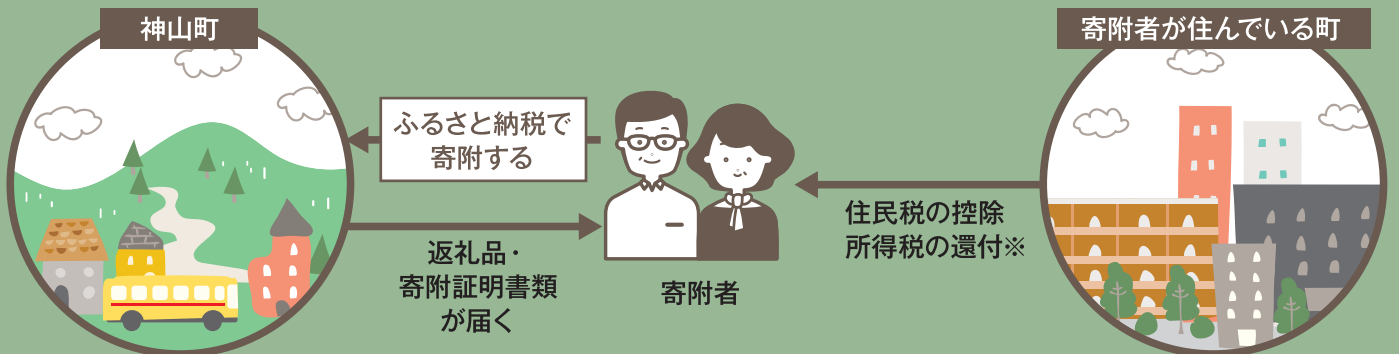 神山町
寄附者が住んでいる町
ふるさと納税で
寄附する
返礼品・
寄附証明書類
が届く
寄附者
住民税の控除
所得税の還付※